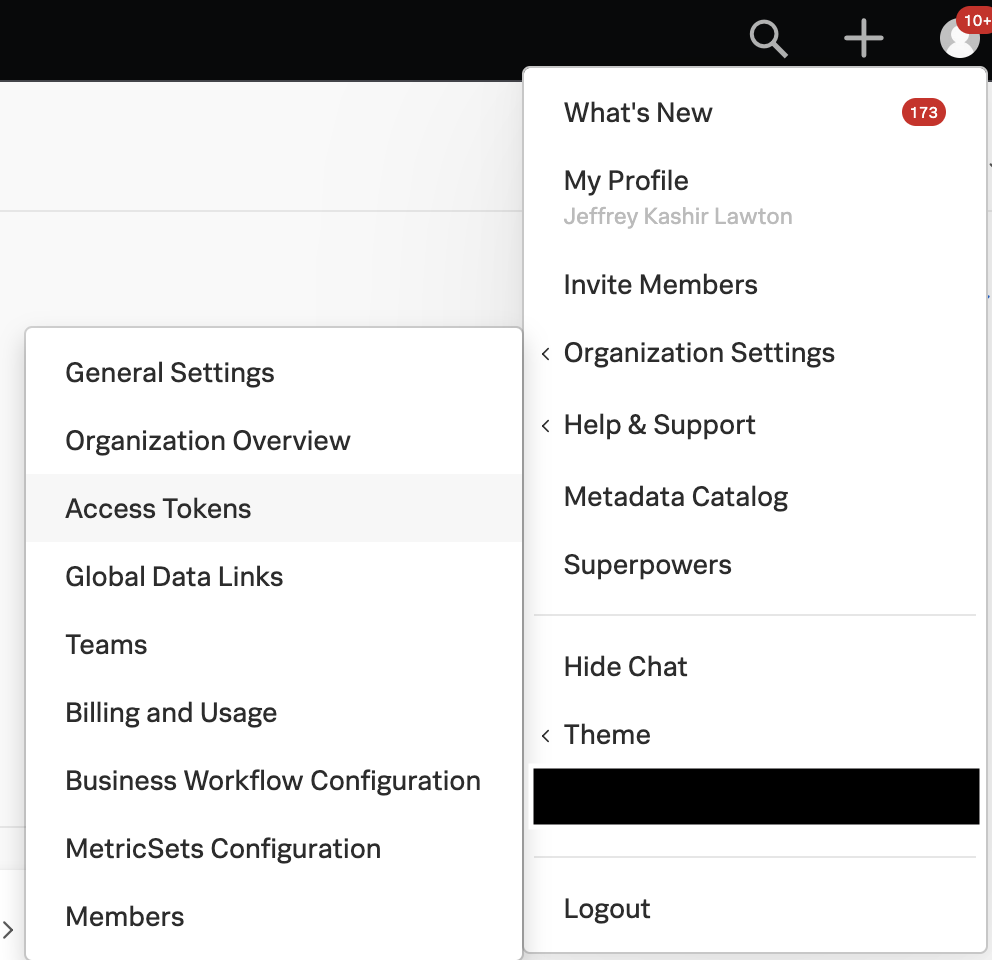 10+
What's New
173
My Profile
Jeffrey Kashir Lawton
Invite Members
Organization Settings
Help & Support
Metadata Catalog
Superpowers
Hide Chat
Theme
Logout
General Settings
Organization Overview
Access Tokens
Global Data Links
Teams
Billing and Usage
Business Workflow Configuration
MetricSets Configuration
Members